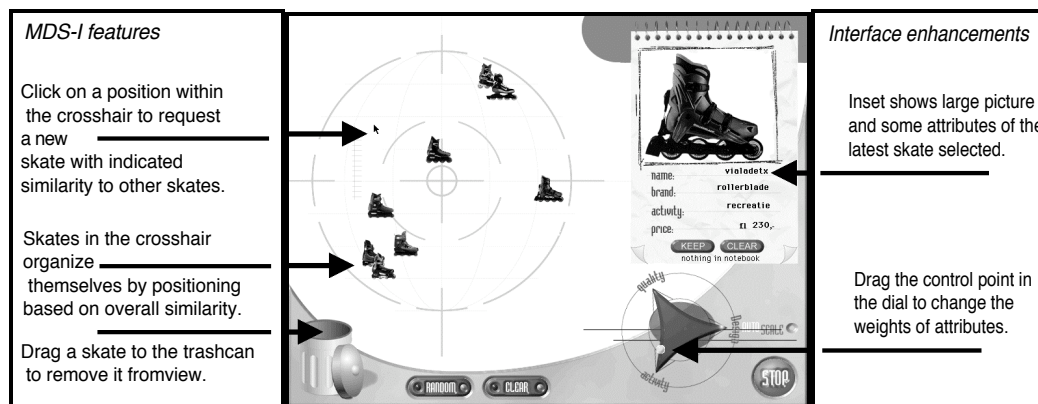 MDS-I features
Click on a position within
the crosshair to request
a new
skate with indicated
similarity to other skates.
Skates in the crosshair
organize
themselves by positioning
based on overall similarity.
Drag a skate to the trashcan
to remove it fromview.
name: vialadetx
brand: rollerblade
activity: recreatie
price: fl 230,-
KEEP CLEAR
nothing in notebook
quality
Design
SCALE
activity
RANDOM CLEAR
STOP
Interface enhancements
Inset shows large picture
and some attributes of the
latest skate selected.
Drag the control point in
the dial to change the
weights of attributes.